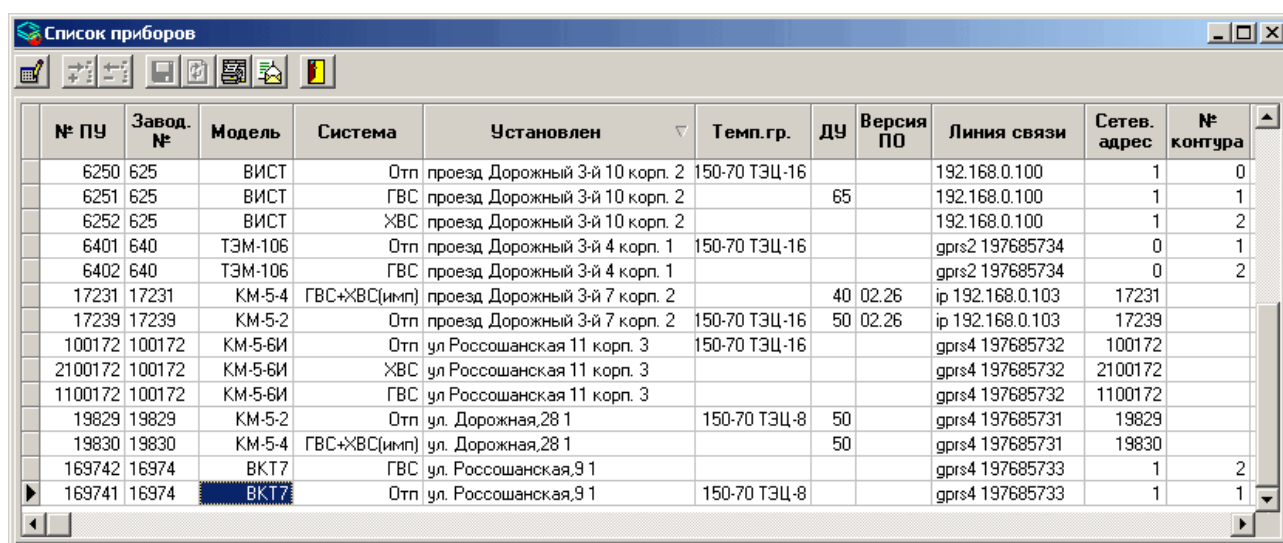 Список приборов
№ ПУ Завод. № Модель Система Установлен Темп.гр. ДУ Версия ПО Линия связи Сетев. адрес № контура
6250 625 ВИСТ Отп проезд Дорожный 3-й 10 корп. 2 150-70 ТЭЦ-16 192.168.0.100 1 0
6251 625 ВИСТ ГВС проезд Дорожный 3-й 10 корп. 2 65 192.168.0.100 1 1
6252 625 ВИСТ ХВС проезд Дорожный 3-й 10 корп. 2 192.168.0.100 1 2
6401 640 ТЭМ-106 Отп проезд Дорожный 3-й 4 корп. 1 150-70 ТЭЦ-16 gprs2 197685734 0 1
6402 640 ТЭМ-106 ГВС проезд Дорожный 3-й 4 корп. 1 gprs2 197685734 0 2
17231 17231 КМ-5-4 ГВС+ХВС(имп) проезд Дорожный 3-й 7 корп. 2 40 02.26 ip 192.168.0.103 17231
17239 17239 КМ-5-2 Отп проезд Дорожный 3-й 7 корп. 2 150-70 ТЭЦ-16 50 02.26 ip 192.168.0.103 17239
100172 100172 КМ-5-6И Отп ул Россошанская 11 корп. 3 150-70 ТЭЦ-16 gprs4 197685732 100172
2100172 100172 КМ-5-6И ХВС ул Россошанская 11 корп. 3 gprs4 197685732 2100172
1100172 100172 КМ-5-6И ГВС ул Россошанская 11 корп. 3 gprs4 197685732 1100172
19829 19829 КМ-5-2 Отп ул. Дорожная,28 1 150-70 ТЭЦ-8 50 gprs4 197685731 19829
19830 19830 КМ-5-4 ГВС+ХВС(имп) ул. Дорожная,28 1 50 gprs4 197685731 19830
169742 16974 ВКТ7 ГВС ул. Россошанская,9 1 gprs4 197685733 1 2
169741 16974 ВКТ7 Отп ул. Россошанская,9 1 150-70 ТЭЦ-8 gprs4 197685733 1 1